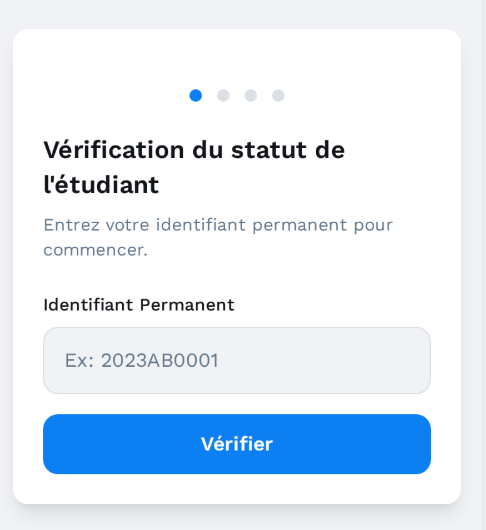 Vérification du statut de
l'étudiant
Entrez votre identifiant permanent pour
commencer.
Identifiant Permanent
Ex: 2023AB0001
Vérifier